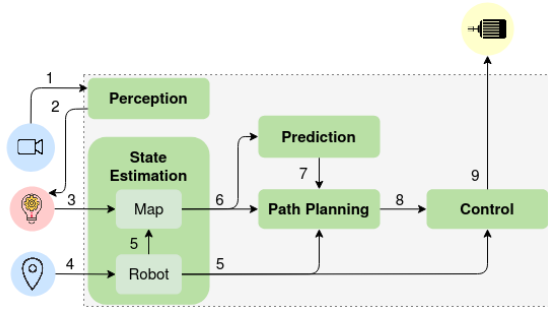 1
Perception
2
Prediction
State
Estimation
7
9
3
Map
6
Path Planning
8
Control
5
4
Robot
5